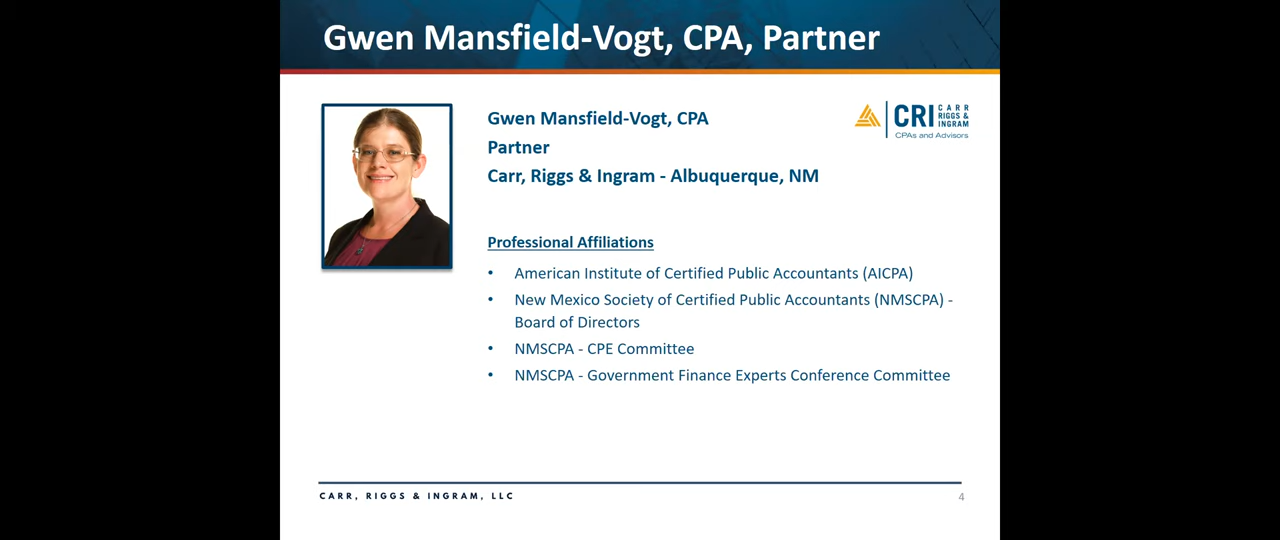 Gwen Mansfield-Vogt, CPA, Partner
Gwen Mansfield-Vogt, CPA
Partner
Carr, Riggs & Ingram - Albuquerque, NM
CRI CARR
RIGGS &
INGRAM
CPAs and Advisors
Professional Affiliations
• American Institute of Certified Public Accountants (AICPA)
• New Mexico Society of Certified Public Accountants (NMSCPA) -
Board of Directors
• NMSCPA - CPE Committee
• NMSCPA - Government Finance Experts Conference Committee
CARR, RIGGS & INGRAM, LLC
4